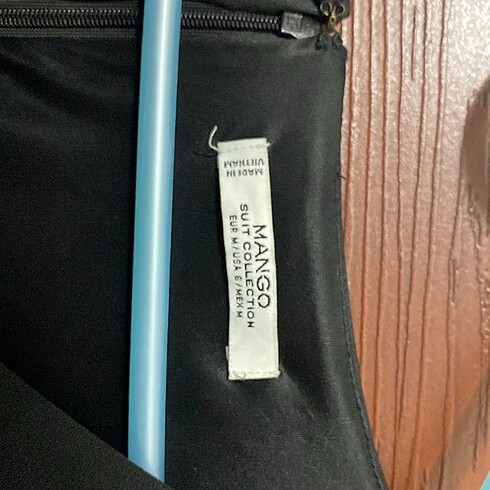 MANGO
SUIT COLLECTION
EUR M/USA 6/MEX M
MADE IN
VIETNAM